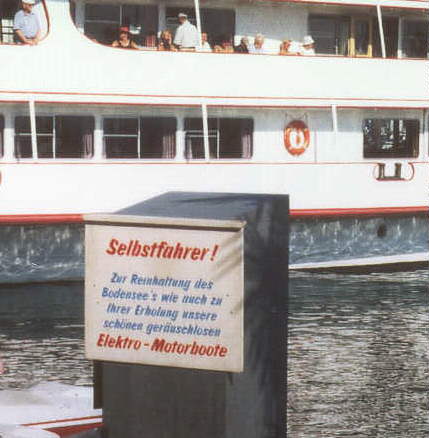 Selbstfahrer!
Zur Reinhaltung des
Bodensee's wie auch zu
Ihrer Erholung unsere
schönen geräuschlosen
Elektro-Motorboote